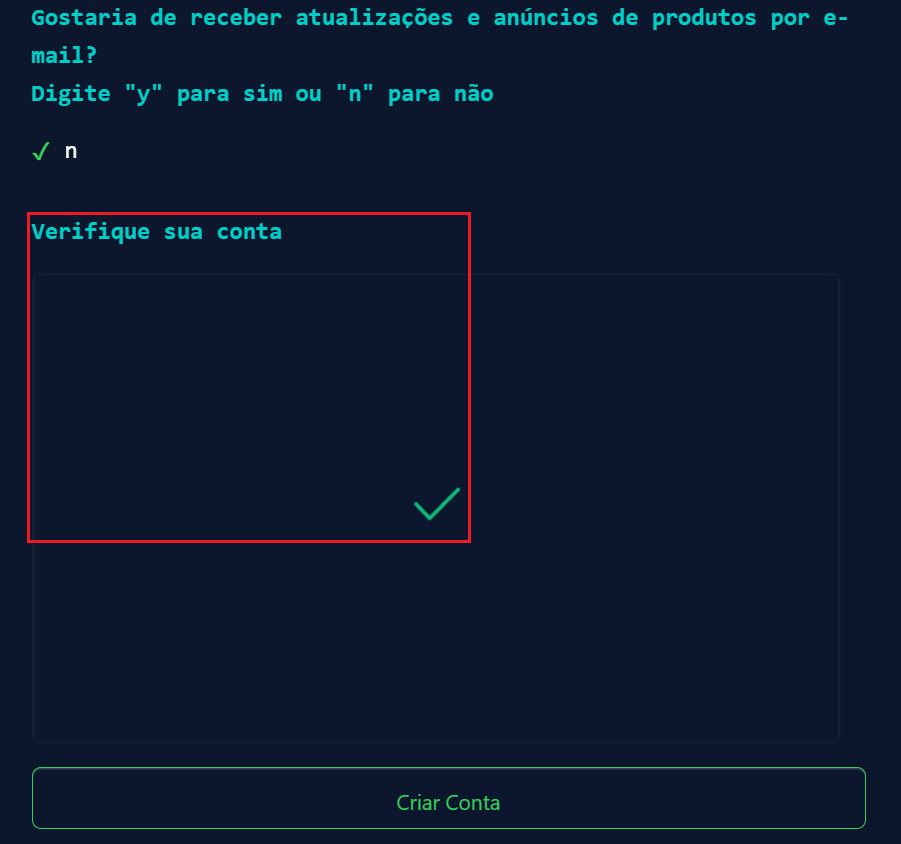 Gostaria de receber atualizações e anúncios de produtos por e-
mail?
Digite "y" para sim ou "n" para não
✓ n
Verifique sua conta
Criar Conta